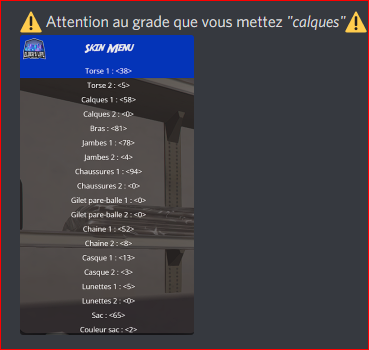 ⚠️ Attention au grade que vous mettez "calques"⚠️
Skin Menu
Torse 1 : <38>
Torse 2 : <5>
Calques 1 : <58>
Calques 2 : <0>
Bras : <81>
Jambes 1 : <78>
Jambes 2 : <4>
Chaussures 1 : <94>
Chaussures 2 : <0>
Gilet pare-balle 1 : <0>
Gilet pare-balle 2 : <0>
Chaine 1 : <52>
Chaine 2 : <8>
Casque 1 : <13>
Casque 2 : <3>
Lunettes 1 : <5>
Lunettes 2 : <0>
Sac : <65>
Couleur sac : <2>